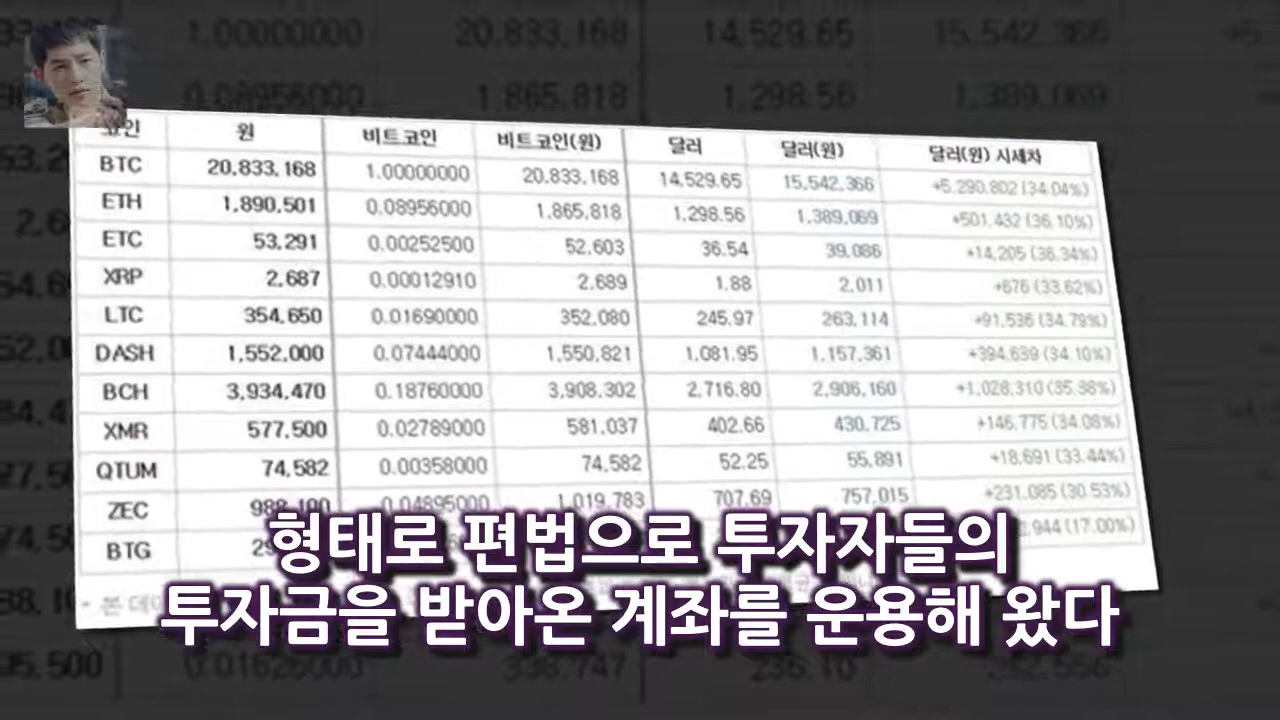 코인 원 비트코인 비트코인(원) 달러 달러(원) 달러(원) 시세차
BTC 20,833,168 1.00000000 20,833,168 14,529.65 15,542,366 +5,290,802 (34.04%)
ETH 1,890,501 0.08956000 1,865,818 1,298.56 1,389,069 +501,432 (36.10%)
ETC 53,291 0.00252500 52,603 36.54 39,086 +14,205 (36.34%)
XRP 2,687 0.00012910 2,689 1.88 2,011 +676 (33.62%)
LTC 354,650 0.01690000 352,080 245.97 263,114 +91,536 (34.79%)
DASH 1,552,000 0.07444000 1,550,821 1,081.95 1,157,361 +394,639 (34.10%)
BCH 3,934,470 0.18760000 3,908,302 2,716.80 2,906,160 +1,028,310 (35.38%)
XMR 577,500 0.02789000 581,037 402.66 430,725 +146,775 (34.08%)
QTUM 74,582 0.00358000 74,582 52.25 55,891 +18,691 (33.44%)
ZEC 988,100 0.04895000 1,019,783 707.69 757,015 +231,085 (30.53%)
BTG (17.00%)
형태로 편법으로 투자자들의
투자금을 받아온 계좌를 운용해 왔다